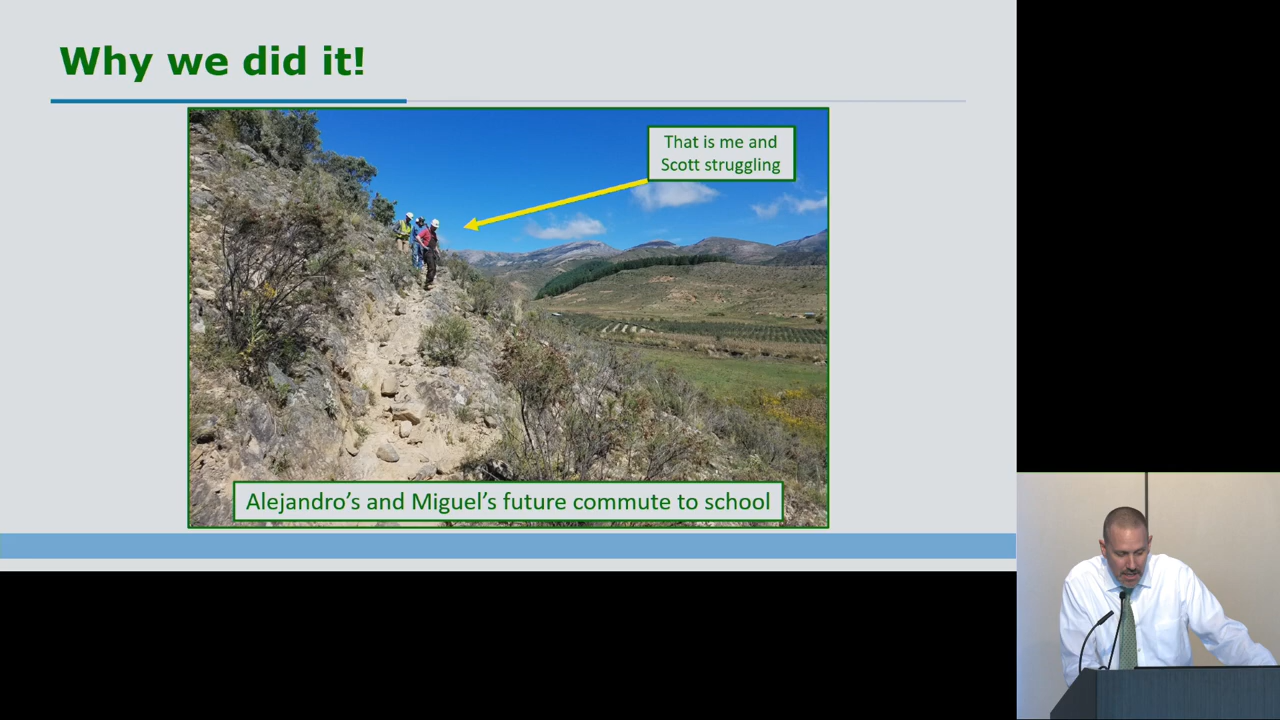 Why we did it!
That is me and
Scott struggling
Alejandro’s and Miguel’s future commute to school